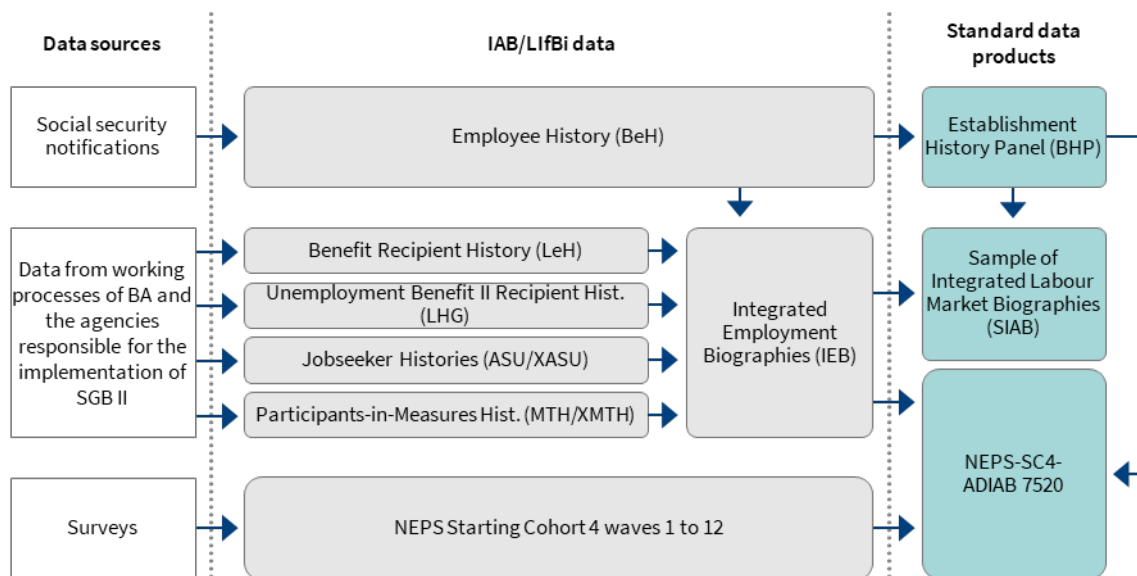 Data sources
IAB/LIfBi data
Standard data
products
Social security
notifications
Employee History (BeH)
Establishment
History Panel (BHP)
Data from working
processes of BA and
the agencies
responsible for the
implementation of
SGB II
Benefit Recipient History (LeH)
Unemployment Benefit II Recipient Hist.
(LHG)
Jobseeker Histories (ASU/XASU)
Participants-in-Measures Hist. (MTH/XMTH)
Integrated
Employment
Biographies (IEB)
Sample of
Integrated Labour
Market Biographies
(SIAB)
Surveys
NEPS Starting Cohort 4 waves 1 to 12
NEPS-SC4-
ADIAB 7520